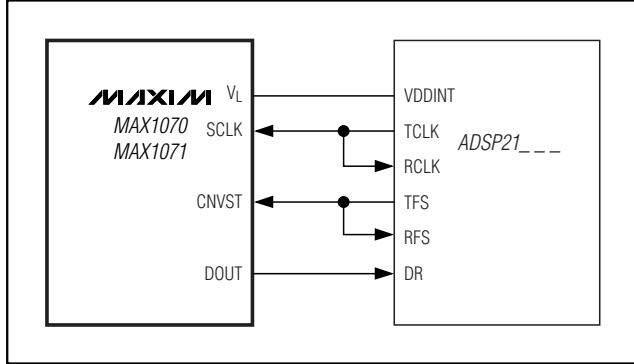 MAXIM
MAX1070
MAX1071
VL
SCLK
CNVST
DOUT
VDDINT
TCLK
RCLK
TFS
RFS
DR
ADSP21_ _ _